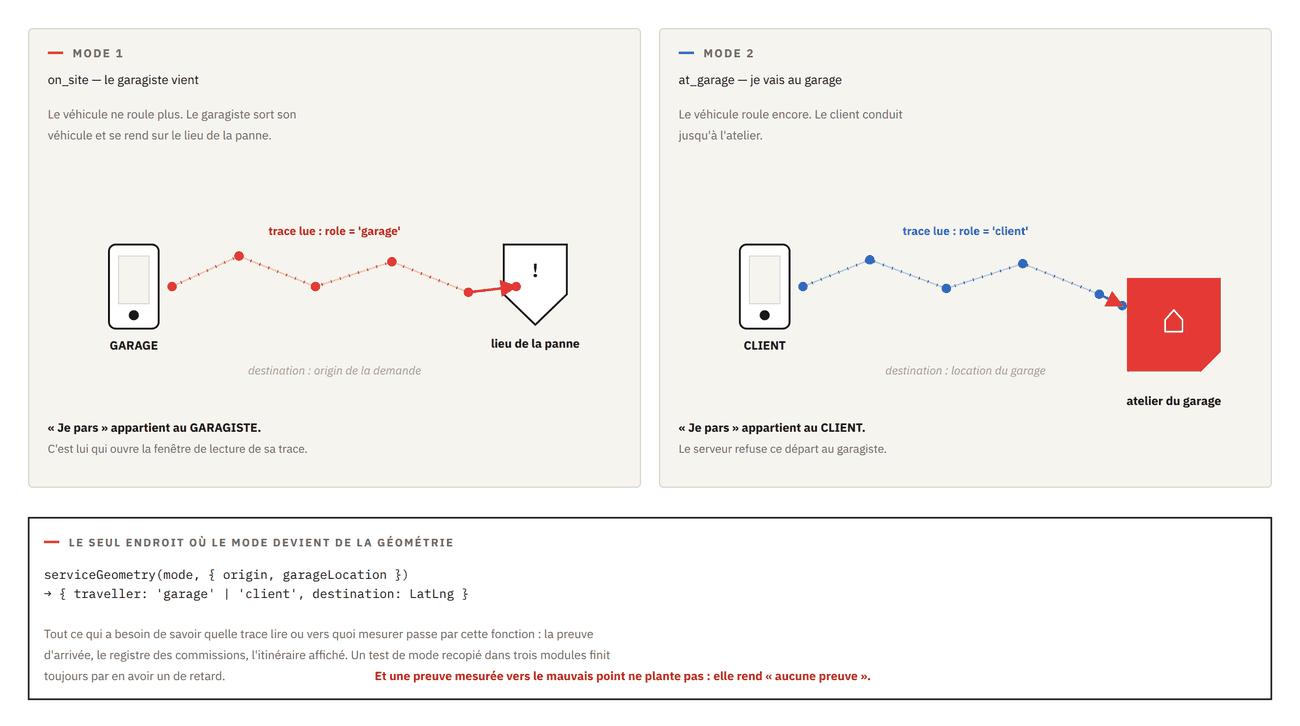 MODE 1
on_site — le garagiste vient
Le véhicule ne roule plus. Le garagiste sort son
véhicule et se rend sur le lieu de la panne.
trace lue : role = 'garage'
!
GARAGE
lieu de la panne
destination : origin de la demande
« Je pars » appartient au GARAGISTE.
C'est lui qui ouvre la fenêtre de lecture de sa trace.
MODE 2
at_garage — je vais au garage
Le véhicule roule encore. Le client conduit
jusqu'à l'atelier.
trace lue : role = 'client'
CLIENT
destination : location du garage
atelier du garage
« Je pars » appartient au CLIENT.
Le serveur refuse ce départ au garagiste.
LE SEUL ENDROIT OÙ LE MODE DEVIENT DE LA GÉOMÉTRIE
serviceGeometry(mode, { origin, garageLocation })
→ { traveller: 'garage' | 'client', destination: LatLng }
Tout ce qui a besoin de savoir quelle trace lire ou vers quoi mesurer passe par cette fonction : la preuve
d'arrivée, le registre des commissions, l'itinéraire affiché. Un test de mode recopié dans trois modules finit
toujours par en avoir un de retard. Et une preuve mesurée vers le mauvais point ne plante pas : elle rend « aucune preuve ».